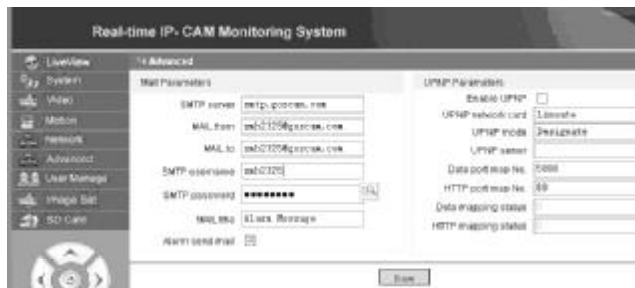 Real-time IP- CAM Monitoring System
LiveView
Advanced
System
Mail Parameters
UPNP Parameters
Video
SMTP server
Enable UPNP
Motion
MAIL from
UPNP network card
Network
MAIL to
UPNP mode
Designate
Advanced
SMTP username
UPNP server
User Manage
Data port map No.
5000
Image Set
SMTP password
HTTP port map No.
80
SD Card
MAIL title
Alarm Message
Data mapping status
Alarm send mail
HTTP mapping status
Save